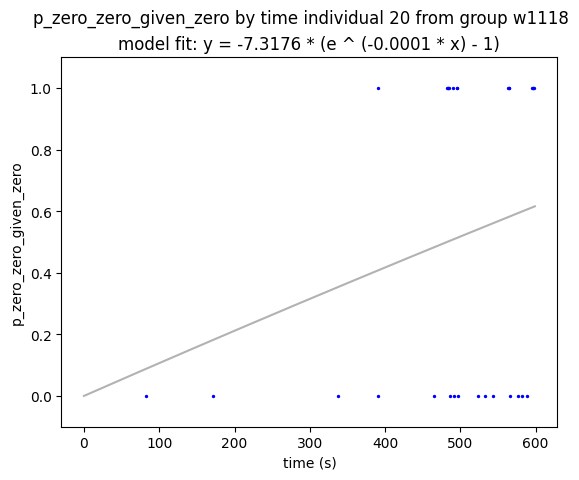 p_zero_zero_given_zero by time individual 20 from group w1118
model fit: y = -7.3176 * (e ^ (-0.0001 * x) - 1)
1.0
0.8
0.6
0.4
0.2
0.0
p_zero_zero_given_zero
0 100 200 300 400 500 600
time (s)